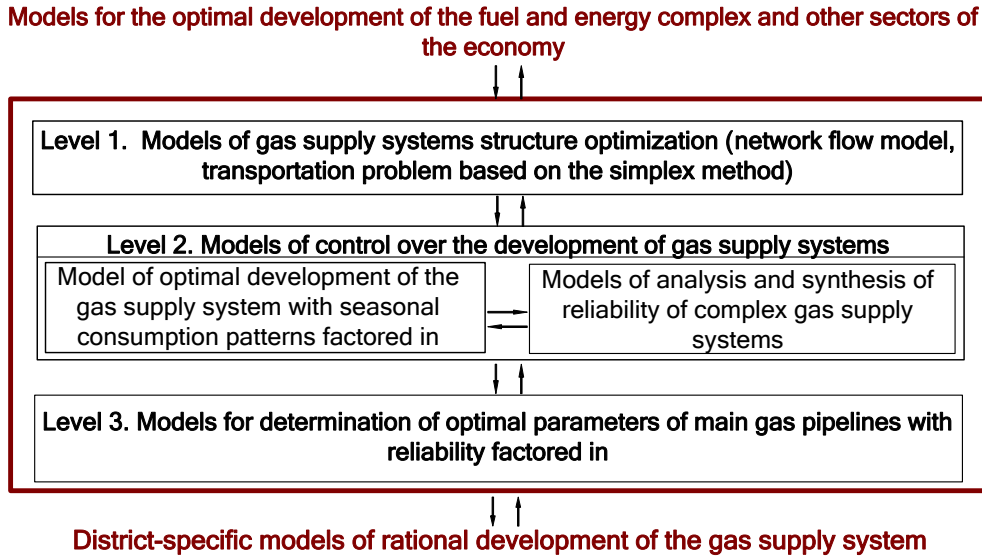 Models for the optimal development of the fuel and energy complex and other sectors of
the economy
Level 1.  Models of gas supply systems structure optimization (network flow model,
transportation problem based on the simplex method)
Level 2. Models of control over the development of gas supply systems
Model of optimal development of the
gas supply system with seasonal
consumption patterns factored in
Models of analysis and synthesis of
reliability of complex gas supply
systems
Level 3. Models for determination of optimal parameters of main gas pipelines with
reliability factored in
District-specific models of rational development of the gas supply system